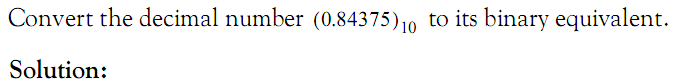 Convert the decimal number (0.84375)₁₀ to its binary equivalent.
Solution: